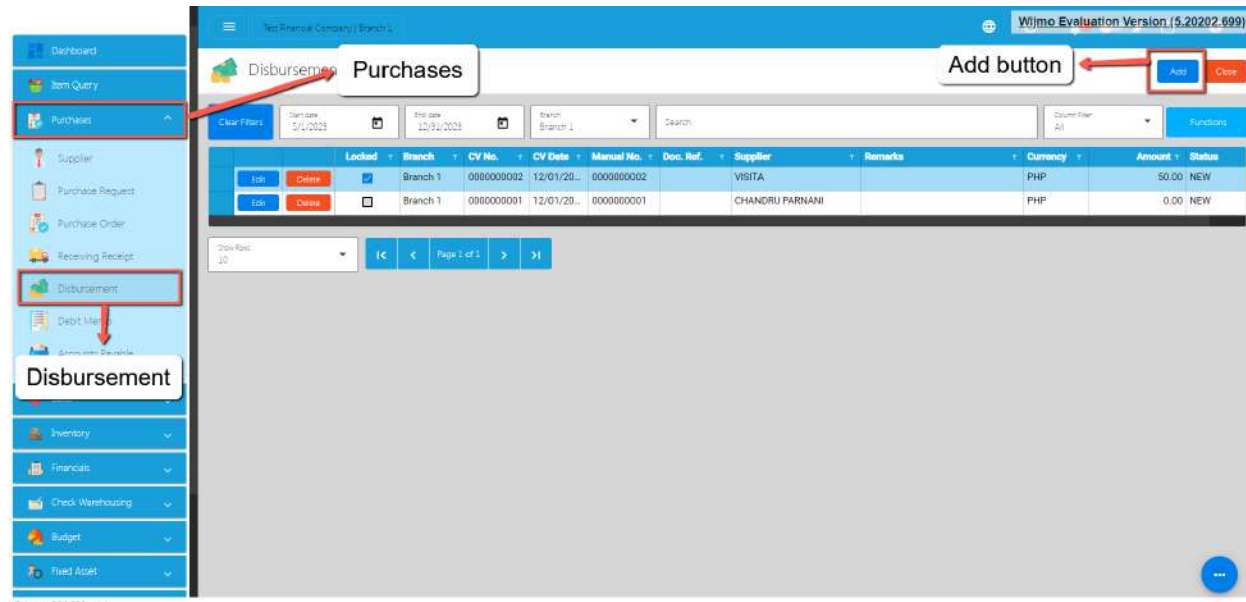 Test Financial Company | Branch 1
Wijmo Evaluation Version (5.20202.699)
Dashboard
Item Query
Purchases
Supplier
Purchase Request
Purchase Order
Receiving Receipt
Disbursement
Debit Memo
Accounts Payable
Disbursement
Inventory
Financials
Check Warehousing
Budget
Fixed Asset
Disbursemen
Purchases
Add button
Add
Close
Clear Filters
Start date
5/1/2023
End date
12/31/2023
Branch
Branch 1
Search
Column Filter
All
Functions
Locked Branch CV No. CV Date Manual No. Doc. Ref. Supplier Remarks Currency Amount Status
Edit Delete Branch 1 0000000002 12/01/20... 0000000002 VISITA PHP 50.00 NEW
Edit Delete Branch 1 0000000001 12/01/20... 0000000001 CHANDRU PARNANI PHP 0.00 NEW
Show Rows
10
Page 1 of 1